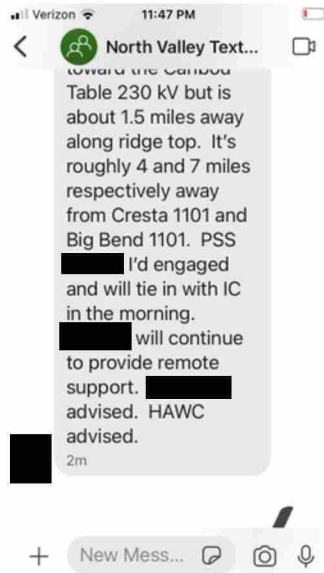 Verizon 11:47 PM
North Valley Text...
toward the Caribou
Table 230 kV but is
about 1.5 miles away
along ridge top. It's
roughly 4 and 7 miles
respectively away
from Cresta 1101 and
Big Bend 1101. PSS
I'd engaged
and will tie in with IC
in the morning.
will continue
to provide remote
support.
advised. HAWC
advised.
2m
New Mess...